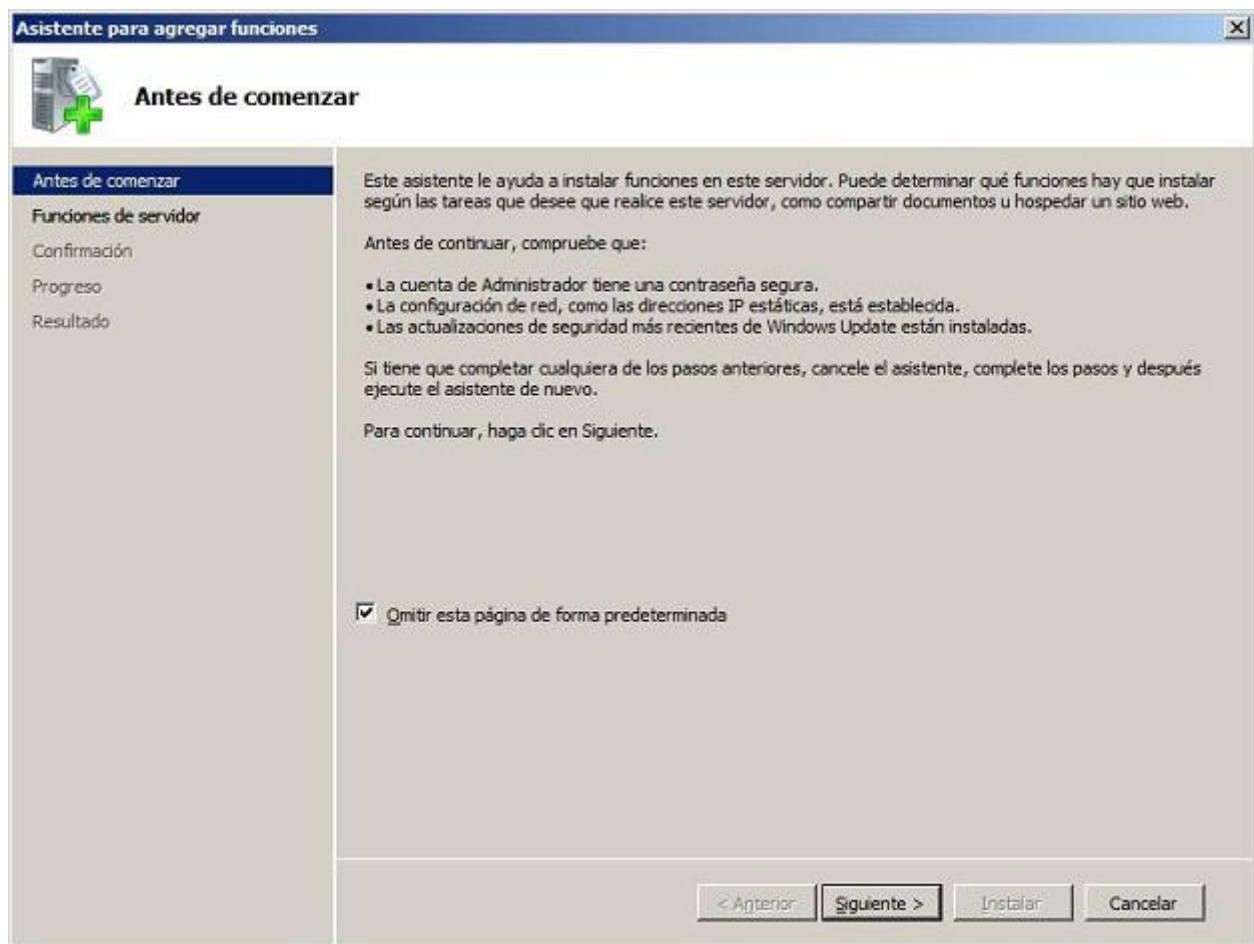 Asistente para agregar funciones
Antes de comenzar
Antes de comenzar
Funciones de servidor
Confirmación
Progreso
Resultado
Este asistente le ayuda a instalar funciones en este servidor. Puede determinar qué funciones hay que instalar
según las tareas que desee que realice este servidor, como compartir documentos u hospedar un sitio web.
Antes de continuar, compruebe que:
• La cuenta de Administrador tiene una contraseña segura.
• La configuración de red, como las direcciones IP estáticas, está establecida.
• Las actualizaciones de seguridad más recientes de Windows Update están instaladas.
Si tiene que completar cualquiera de los pasos anteriores, cancele el asistente, complete los pasos y después
ejecute el asistente de nuevo.
Para continuar, haga clic en Siguiente.
Omitir esta página de forma predeterminada
< Anterior
Siguiente >
Instalar
Cancelar